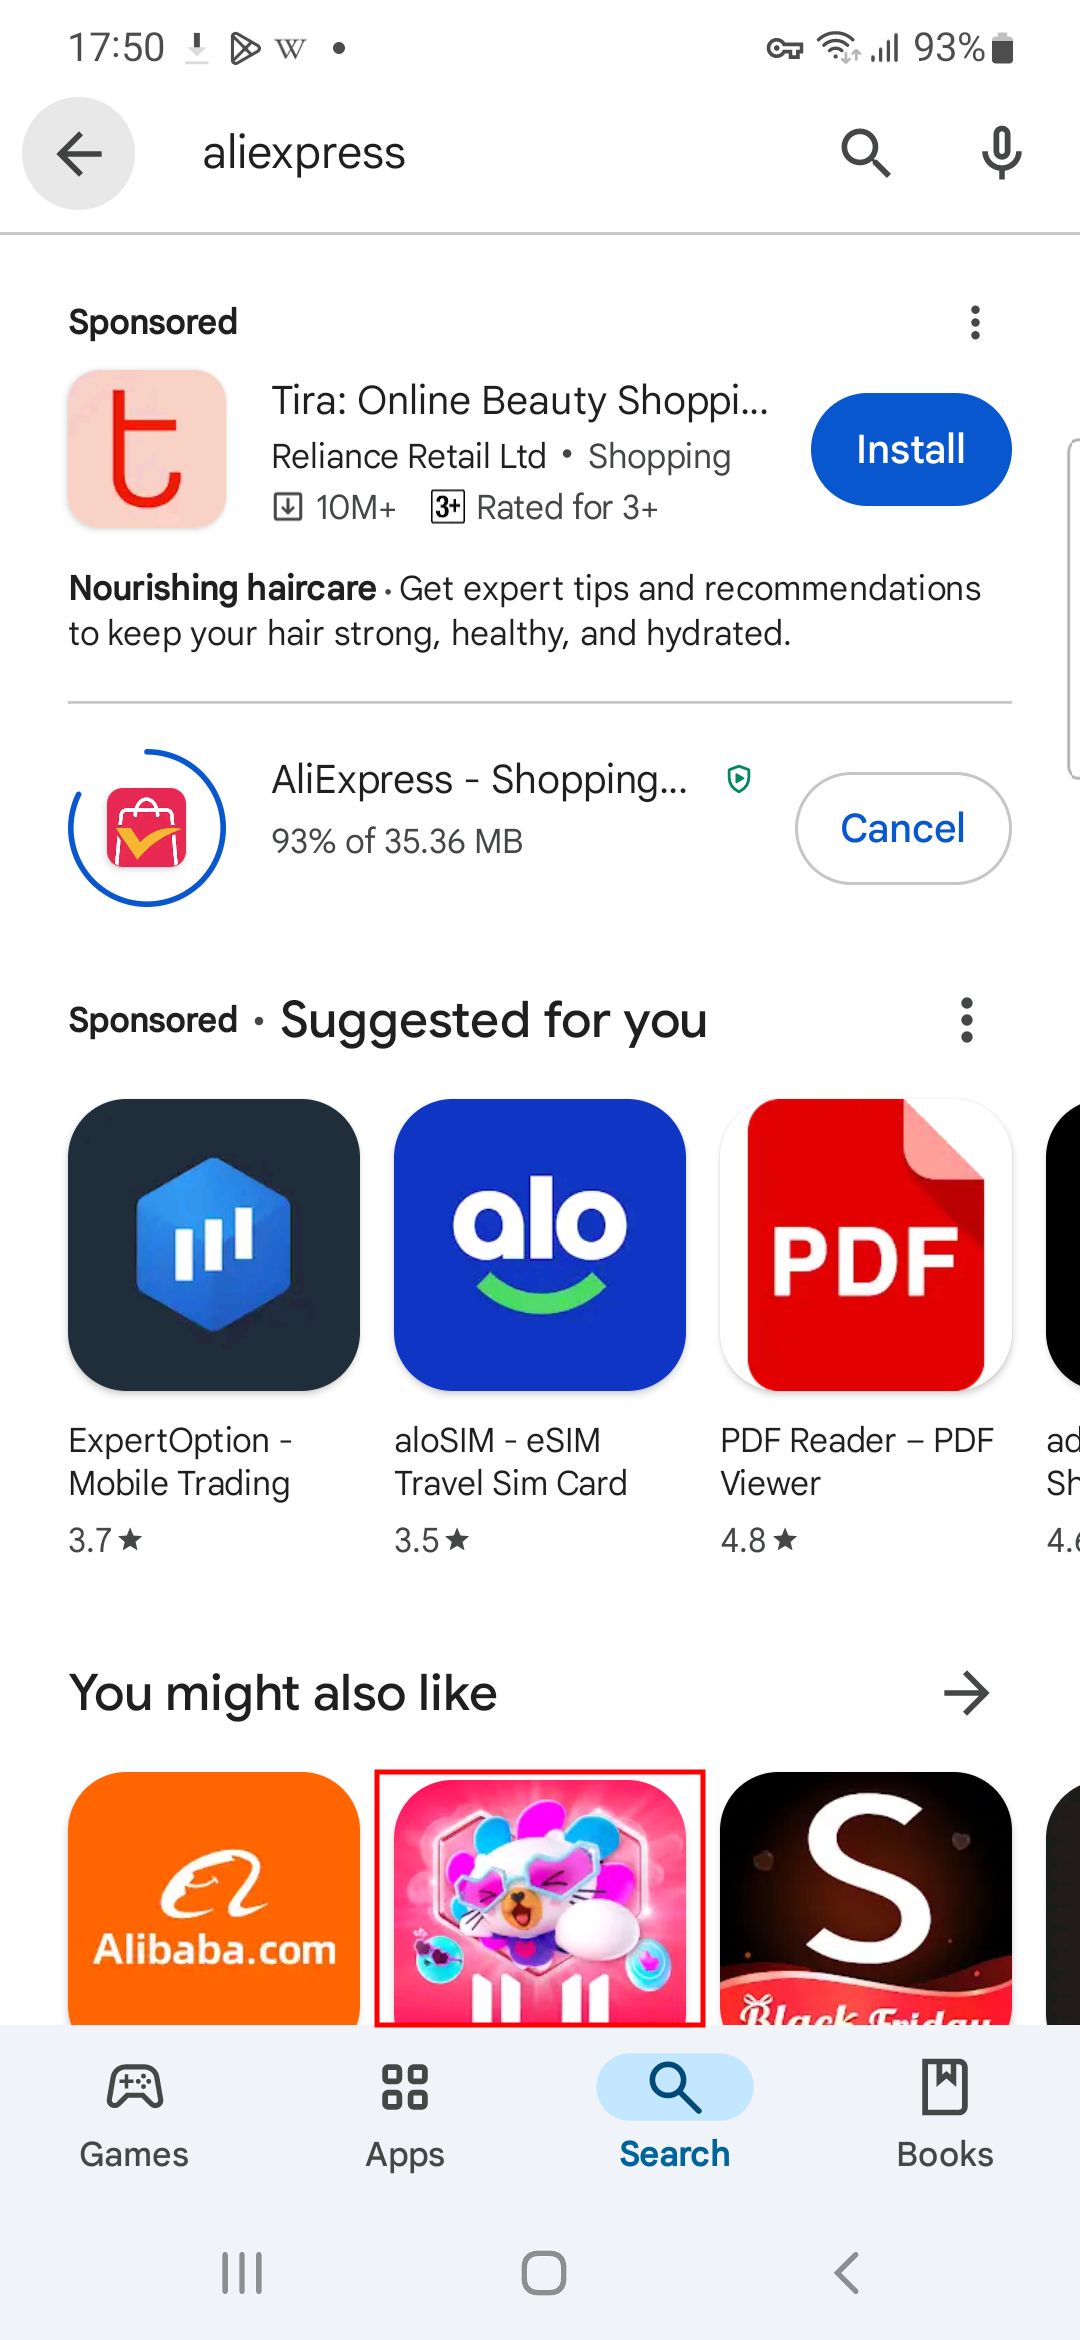 17:50 W 93%
aliexpress
Sponsored
t
Tira: Online Beauty Shoppi...
Reliance Retail Ltd • Shopping
10M+ 3+ Rated for 3+
Install
Nourishing haircare · Get expert tips and recommendations
to keep your hair strong, healthy, and hydrated.
AliExpress - Shopping...
93% of 35.36 MB
Cancel
Sponsored • Suggested for you
alo
PDF
ExpertOption -
Mobile Trading
3.7★
aloSIM - eSIM
Travel Sim Card
3.5★
PDF Reader – PDF
Viewer
4.8★
ad
Sh
You might also like
Alibaba.com
S
Black Friday
Games
Apps
Search
Books